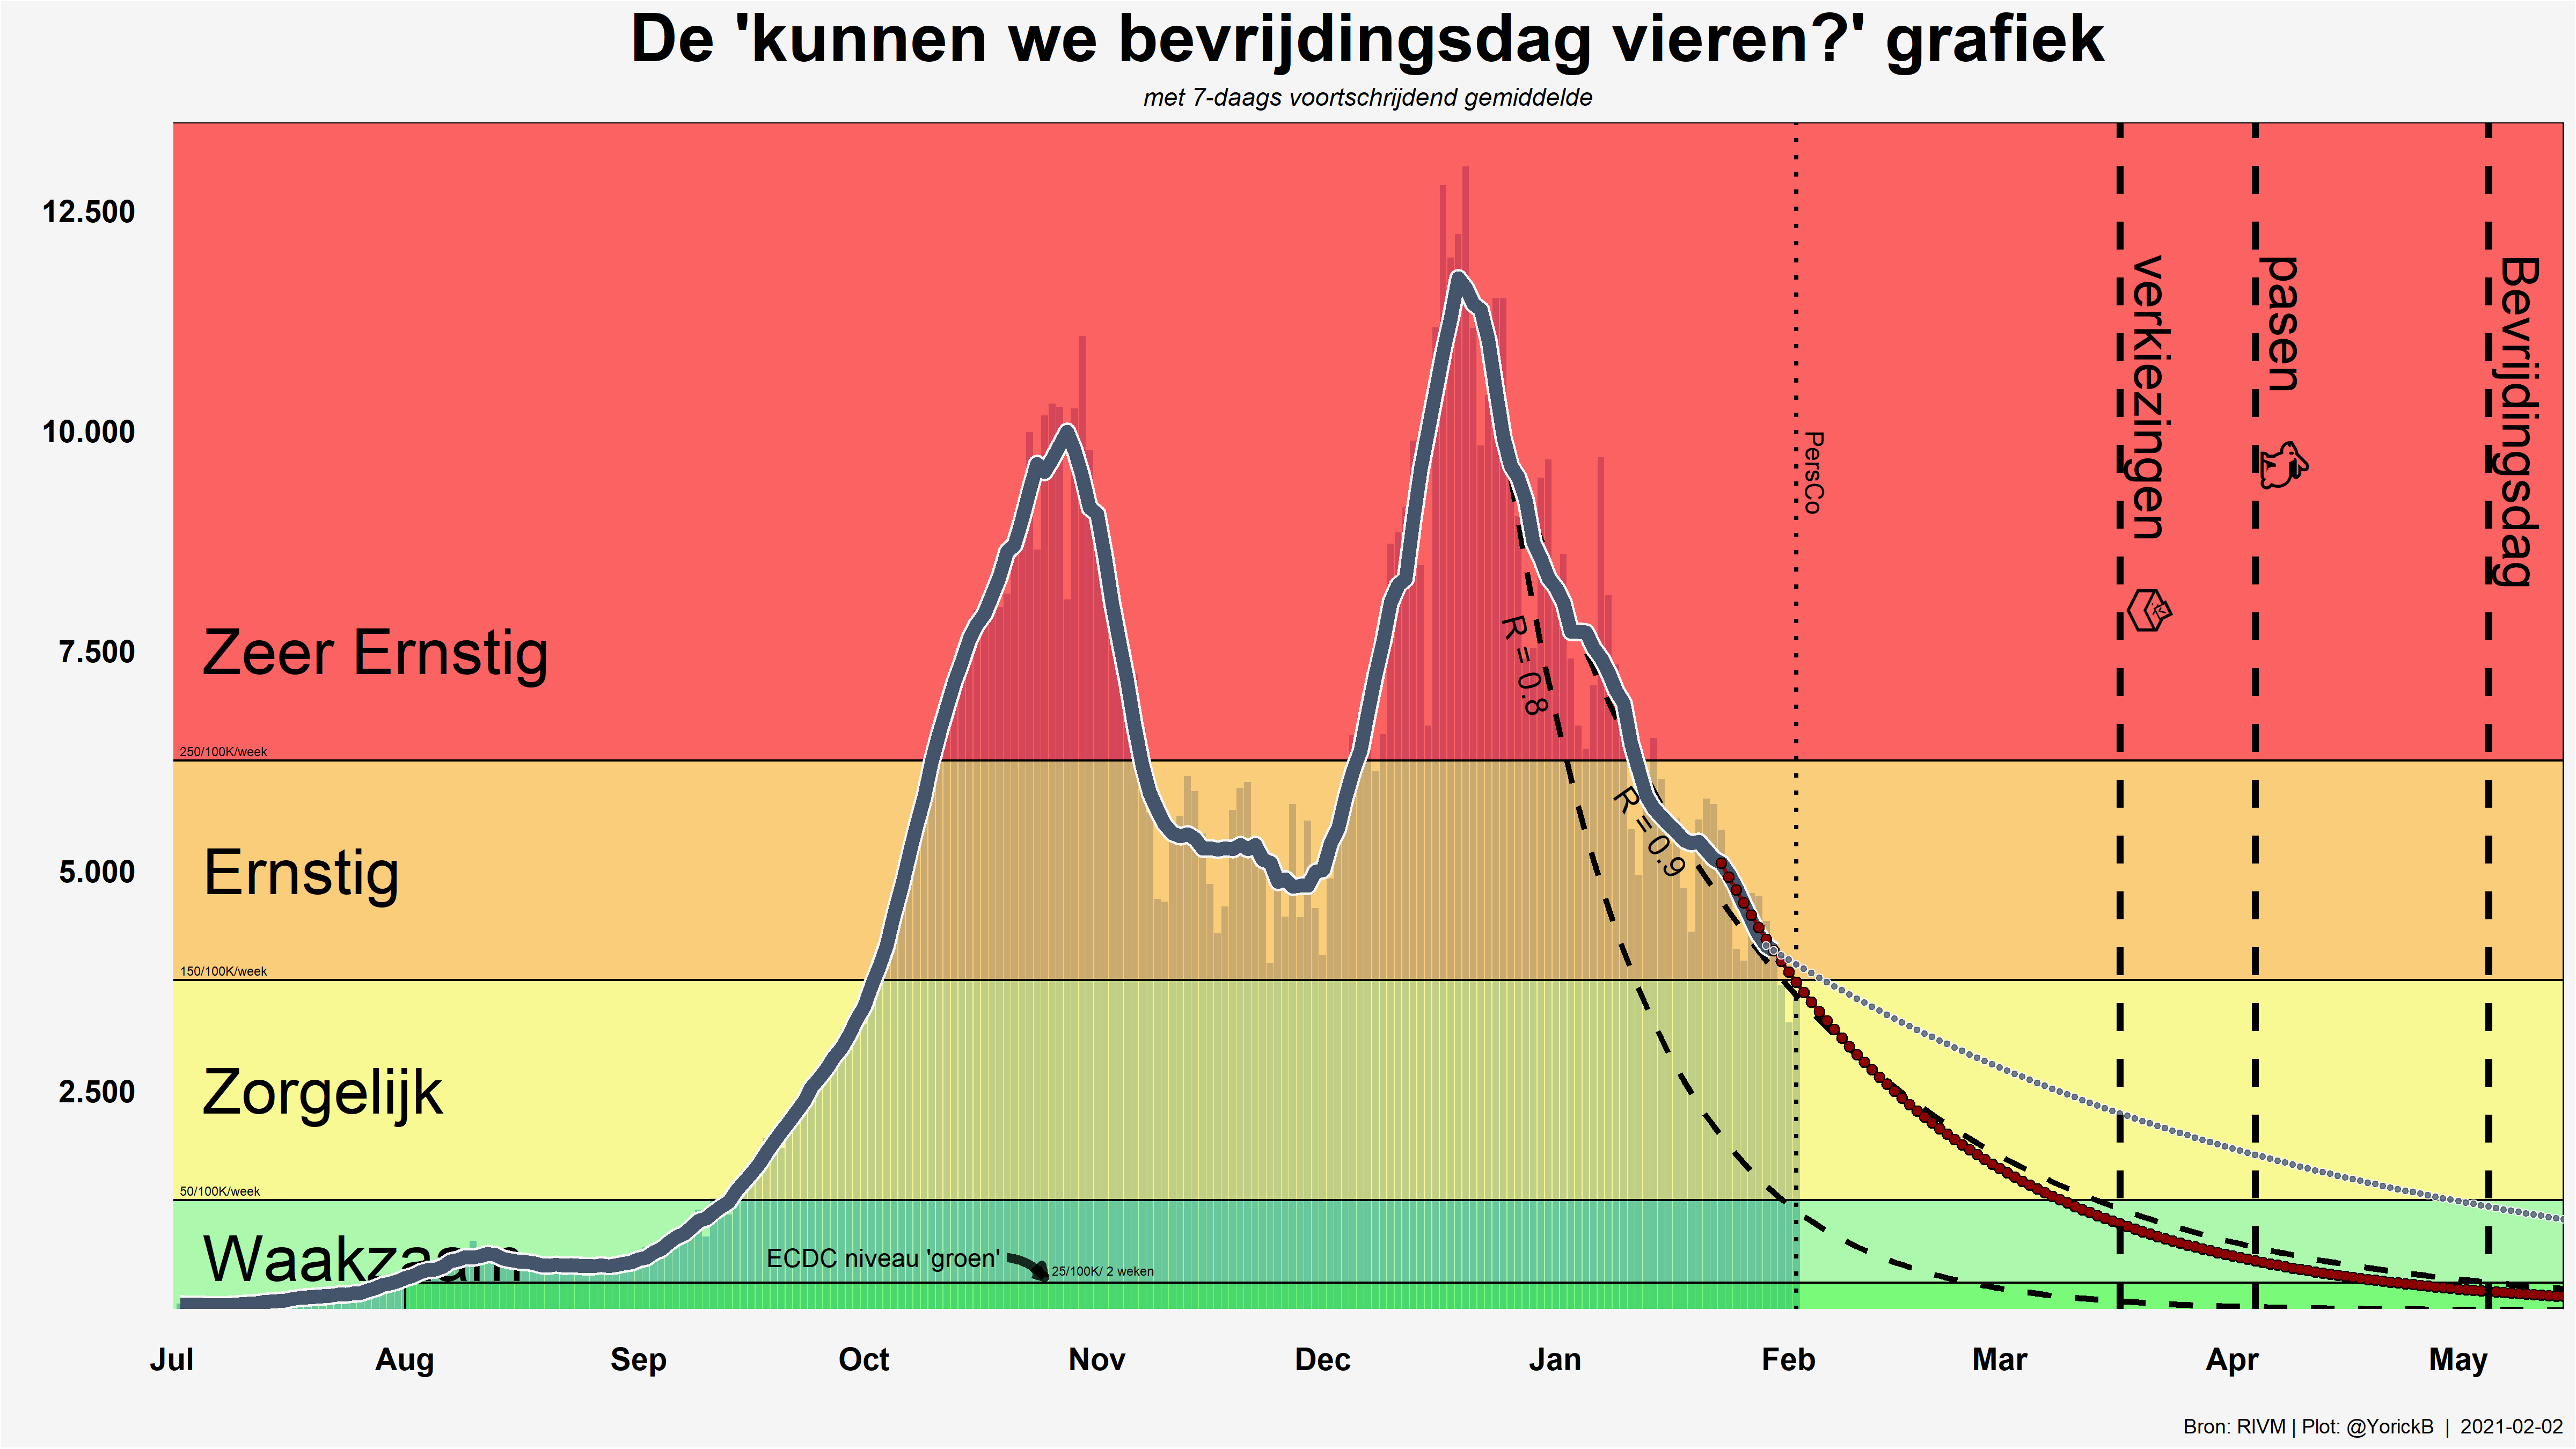 De 'kunnen we bevrijdingsdag vieren?' grafiek
met 7-daags voortschrijdend gemiddelde
12.500
10.000
7.500
5.000
2.500
Zeer Ernstig
250/100K/week
Ernstig
150/100K/week
Zorgelijk
50/100K/week
Waakzaam
ECDC niveau 'groen'
25/100K/ 2 weken
R = 0.8
R = 0.9
PersCo
verkiezingen
pasen
Bevrijdingsdag
Jul
Aug
Sep
Oct
Nov
Dec
Jan
Feb
Mar
Apr
May
Bron: RIVM | Plot: @YorickB | 2021-02-02